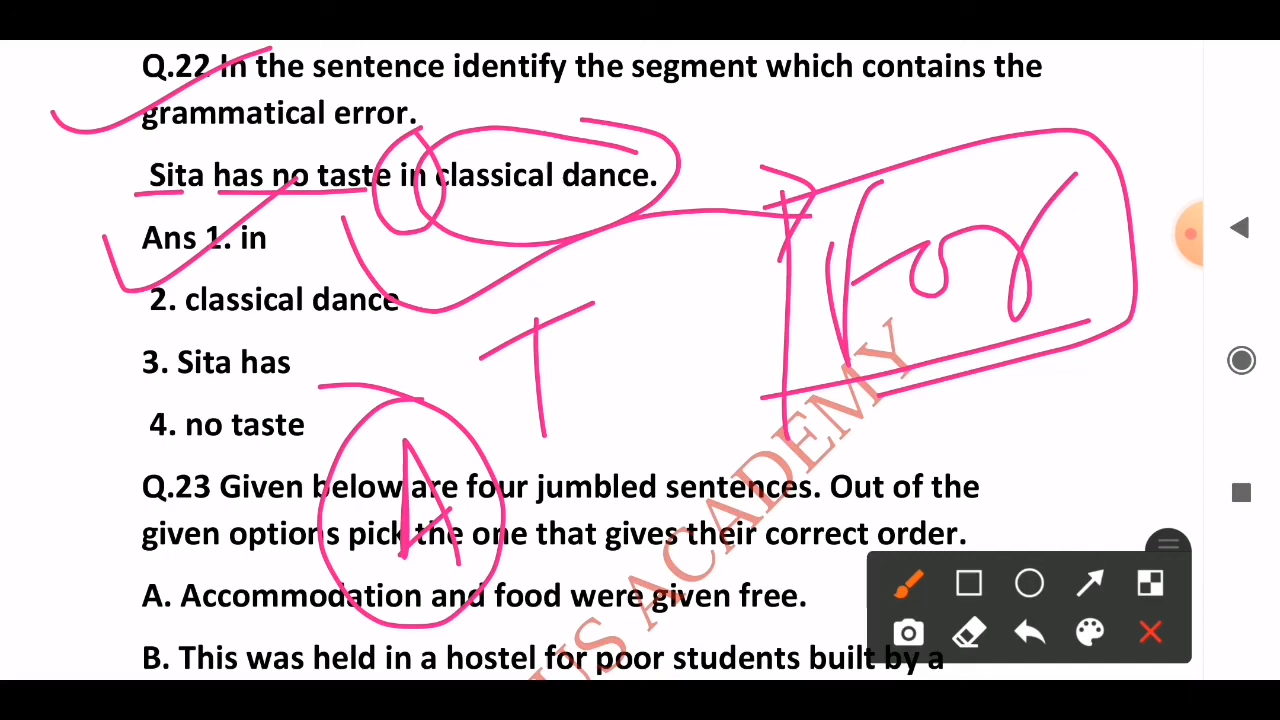 Q.22 In the sentence identify the segment which contains the
grammatical error.
Sita has no taste in classical dance.
For
Ans 1. in
2. classical dance
3. Sita has
4. no taste
T
A
Q.23 Given below are four jumbled sentences. Out of the
given options pick the one that gives their correct order.
A. Accommodation and food were given free.
B. This was held in a hostel for poor students built by a
US ACADEMY